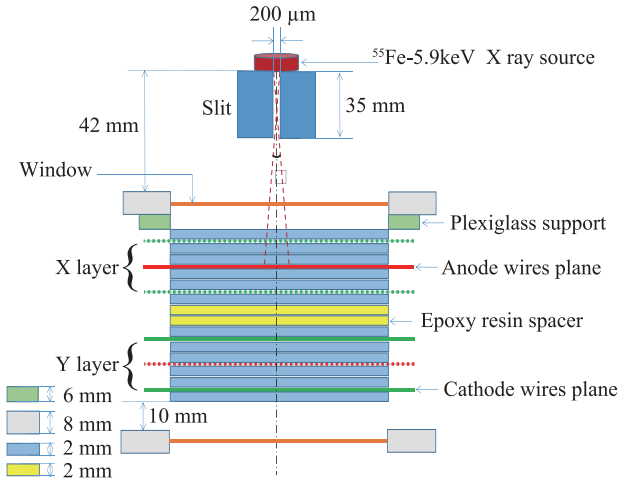 200 µm
⁵⁵Fe-5.9keV X ray source
Slit
35 mm
42 mm
Window
Plexiglass support
X layer
Anode wires plane
Epoxy resin spacer
Y layer
Cathode wires plane
6 mm
10 mm
8 mm
2 mm
2 mm